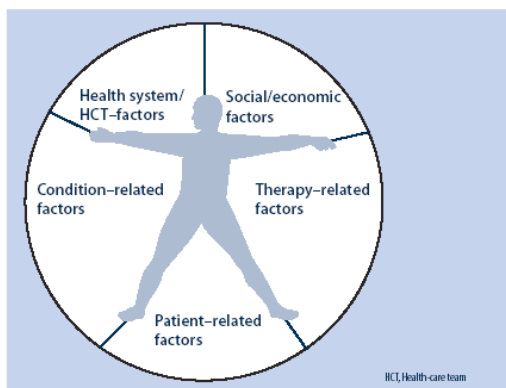 Health system/
HCT–factors
Social/economic
factors
Condition–related
factors
Therapy–related
factors
Patient–related
factors
HCT, Health-care team